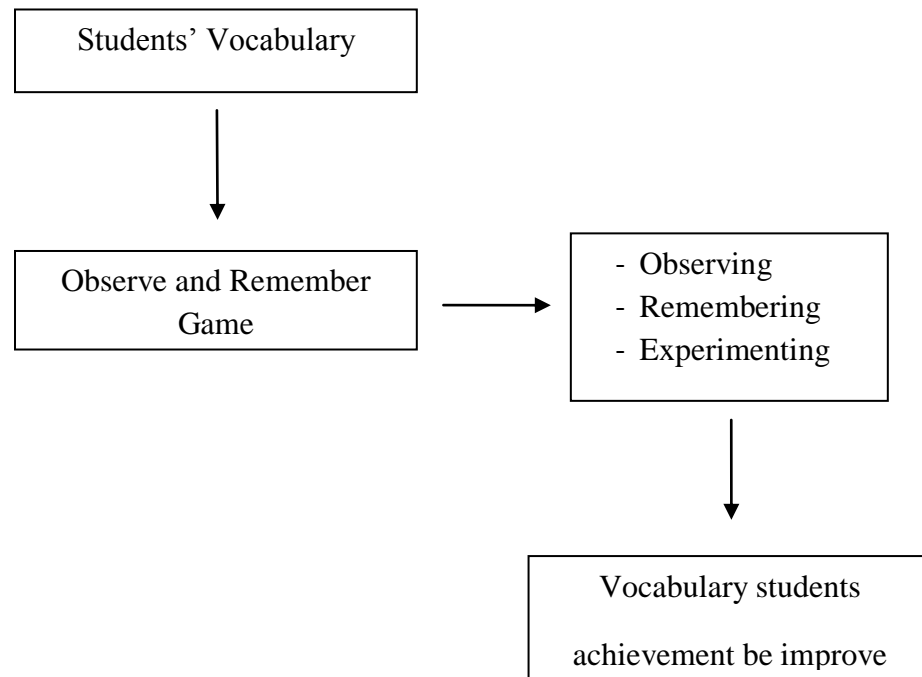 Students’ Vocabulary
Observe and Remember
Game
- Observing
- Remembering
- Experimenting
Vocabulary students
achievement be improve